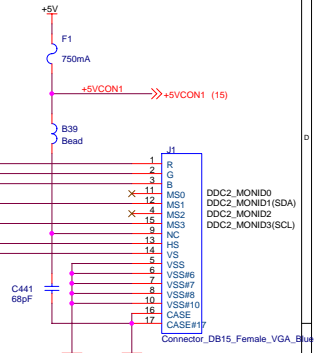 +5V
F1
750mA
+5VCON1
+5VCON1 (15)
B39
Bead
J1
1 R
2 G
3 B
11 MS0 DDC2_MONID0
12 MS1 DDC2_MONID1(SDA)
4 MS2 DDC2_MONID2
15 MS3 DDC2_MONID3(SCL)
9 NC
13 HS
14 VS
5 VSS
6 VSS#6
7 VSS#7
8 VSS#8
10 VSS#10
16 CASE
17 CASE#17
C441
68pF
Connector_DB15_Female_VGA_Blue
D